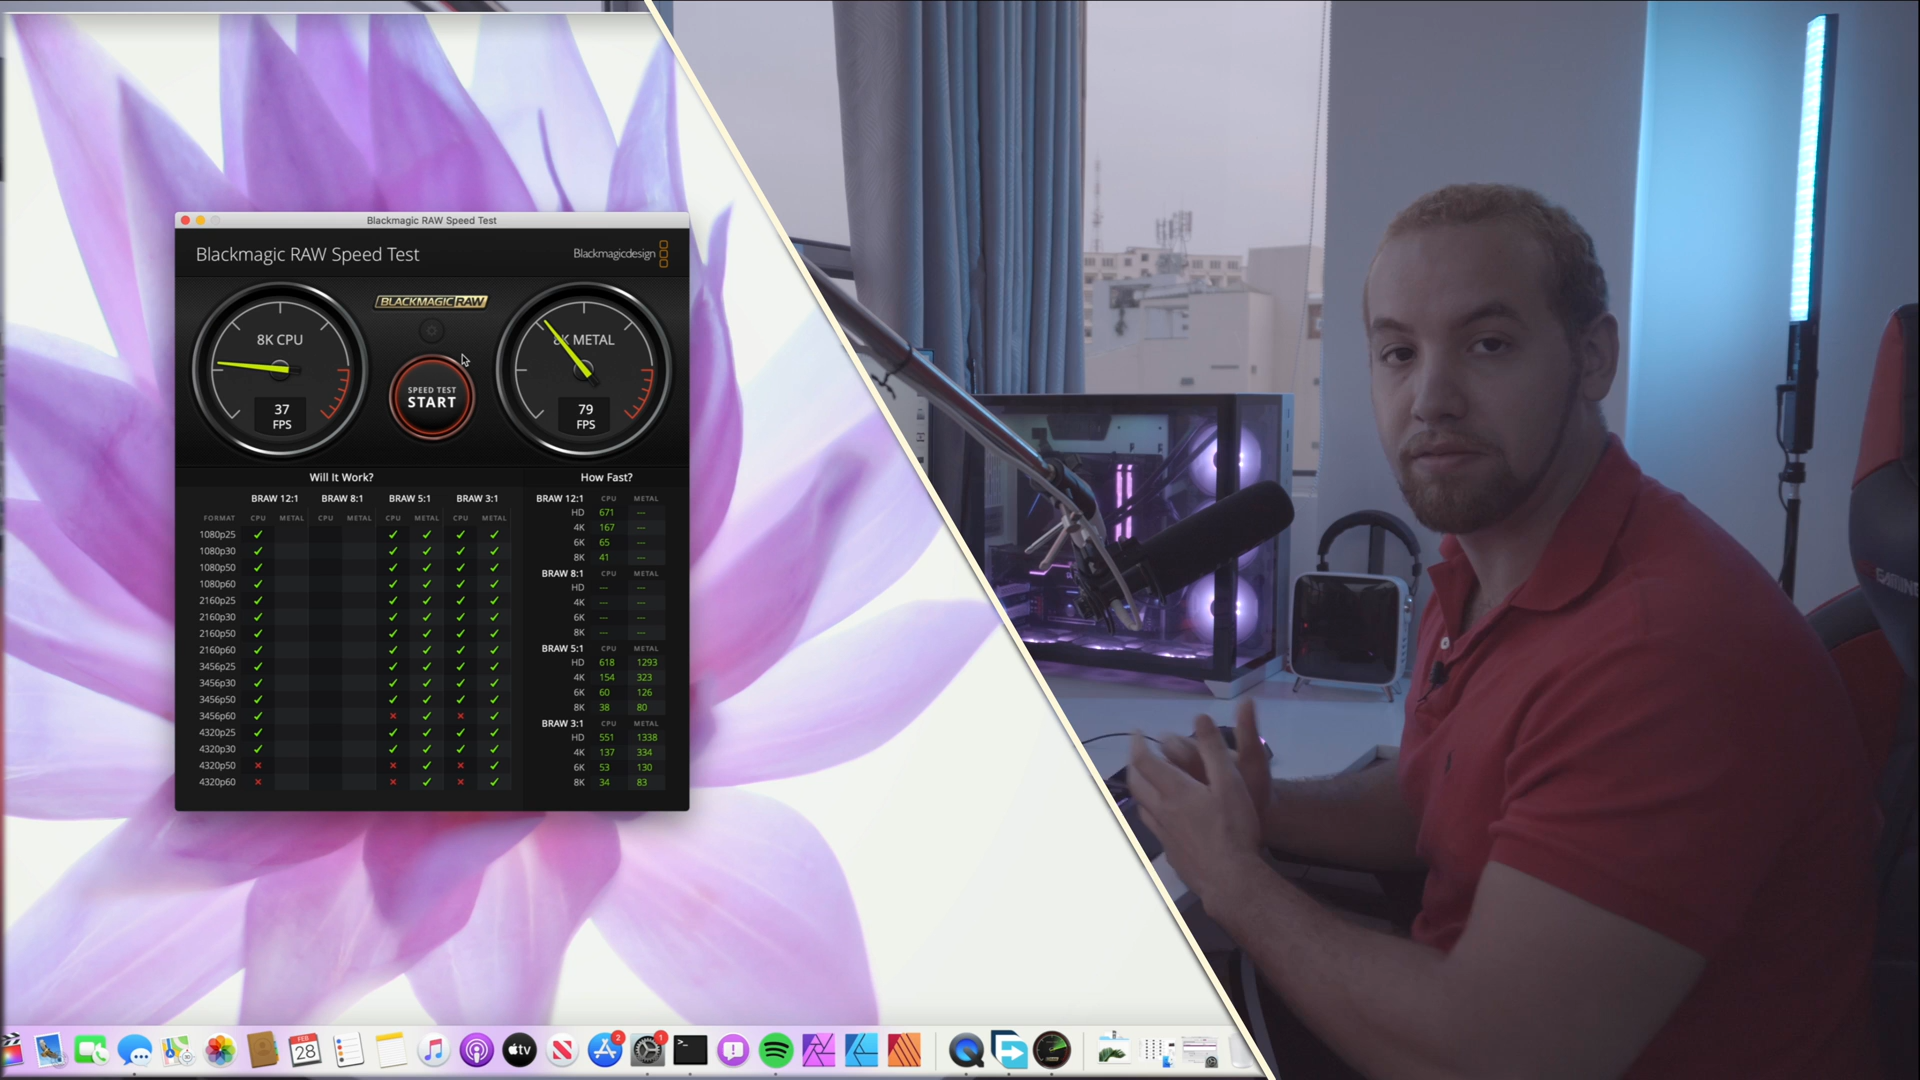 Blackmagic RAW Speed Test
Blackmagic RAW Speed Test
Blackmagicdesign
BLACKMAGIC RAW
8K CPU
37
FPS
SPEED TEST
START
8K METAL
79
FPS
Will It Work?
BRAW 12:1 BRAW 8:1 BRAW 5:1 BRAW 3:1
FORMAT CPU METAL CPU METAL CPU METAL CPU METAL
1080p25 ✓ ✓ ✓ ✓ ✓
1080p30 ✓ ✓ ✓ ✓ ✓
1080p50 ✓ ✓ ✓ ✓ ✓
1080p60 ✓ ✓ ✓ ✓ ✓
2160p25 ✓ ✓ ✓ ✓ ✓
2160p30 ✓ ✓ ✓ ✓ ✓
2160p50 ✓ ✓ ✓ ✓ ✓
2160p60 ✓ ✓ ✓ ✓ ✓
3456p25 ✓ ✓ ✓ ✓ ✓
3456p30 ✓ ✓ ✓ ✓ ✓
3456p50 ✓ ✓ ✓ ✓ ✓
3456p60 ✓ × ✓ × ✓
4320p25 ✓ ✓ ✓ ✓ ✓
4320p30 ✓ ✓ ✓ ✓ ✓
4320p50 × × ✓ × ✓
4320p60 × × ✓ × ✓
How Fast?
BRAW 12:1 CPU METAL
HD 671 ---
4K 167 ---
6K 65 ---
8K 41 ---
BRAW 8:1 CPU METAL
HD --- ---
4K --- ---
6K --- ---
8K --- ---
BRAW 5:1 CPU METAL
HD 618 1293
4K 154 323
6K 60 126
8K 38 80
BRAW 3:1 CPU METAL
HD 551 1338
4K 137 334
6K 53 130
8K 34 83
FEB
28
tv
2
1
>_